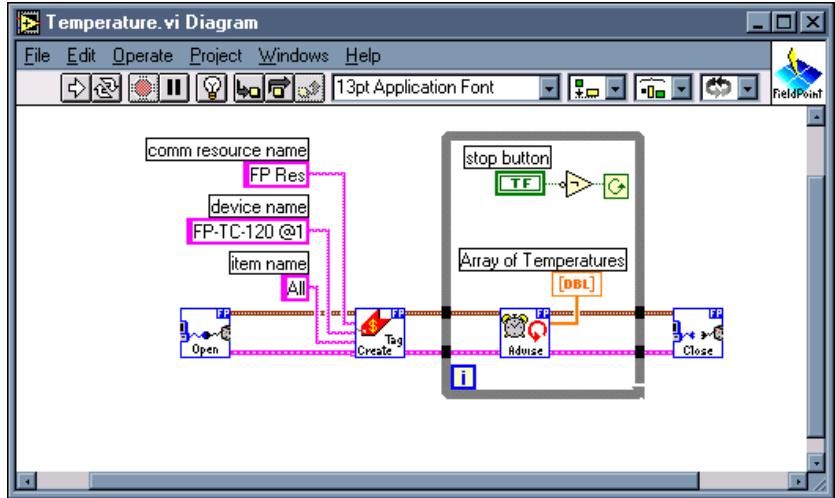 Temperature.vi Diagram
File Edit Operate Project Windows Help
13pt Application Font
FieldPoint
comm resource name
FP Res
device name
FP-TC-120 @1
item name
All
stop button
TF
Array of Temperatures
[DBL]
FP
Open
FP
Tag
Create
FP
Advise
FP
Close
i